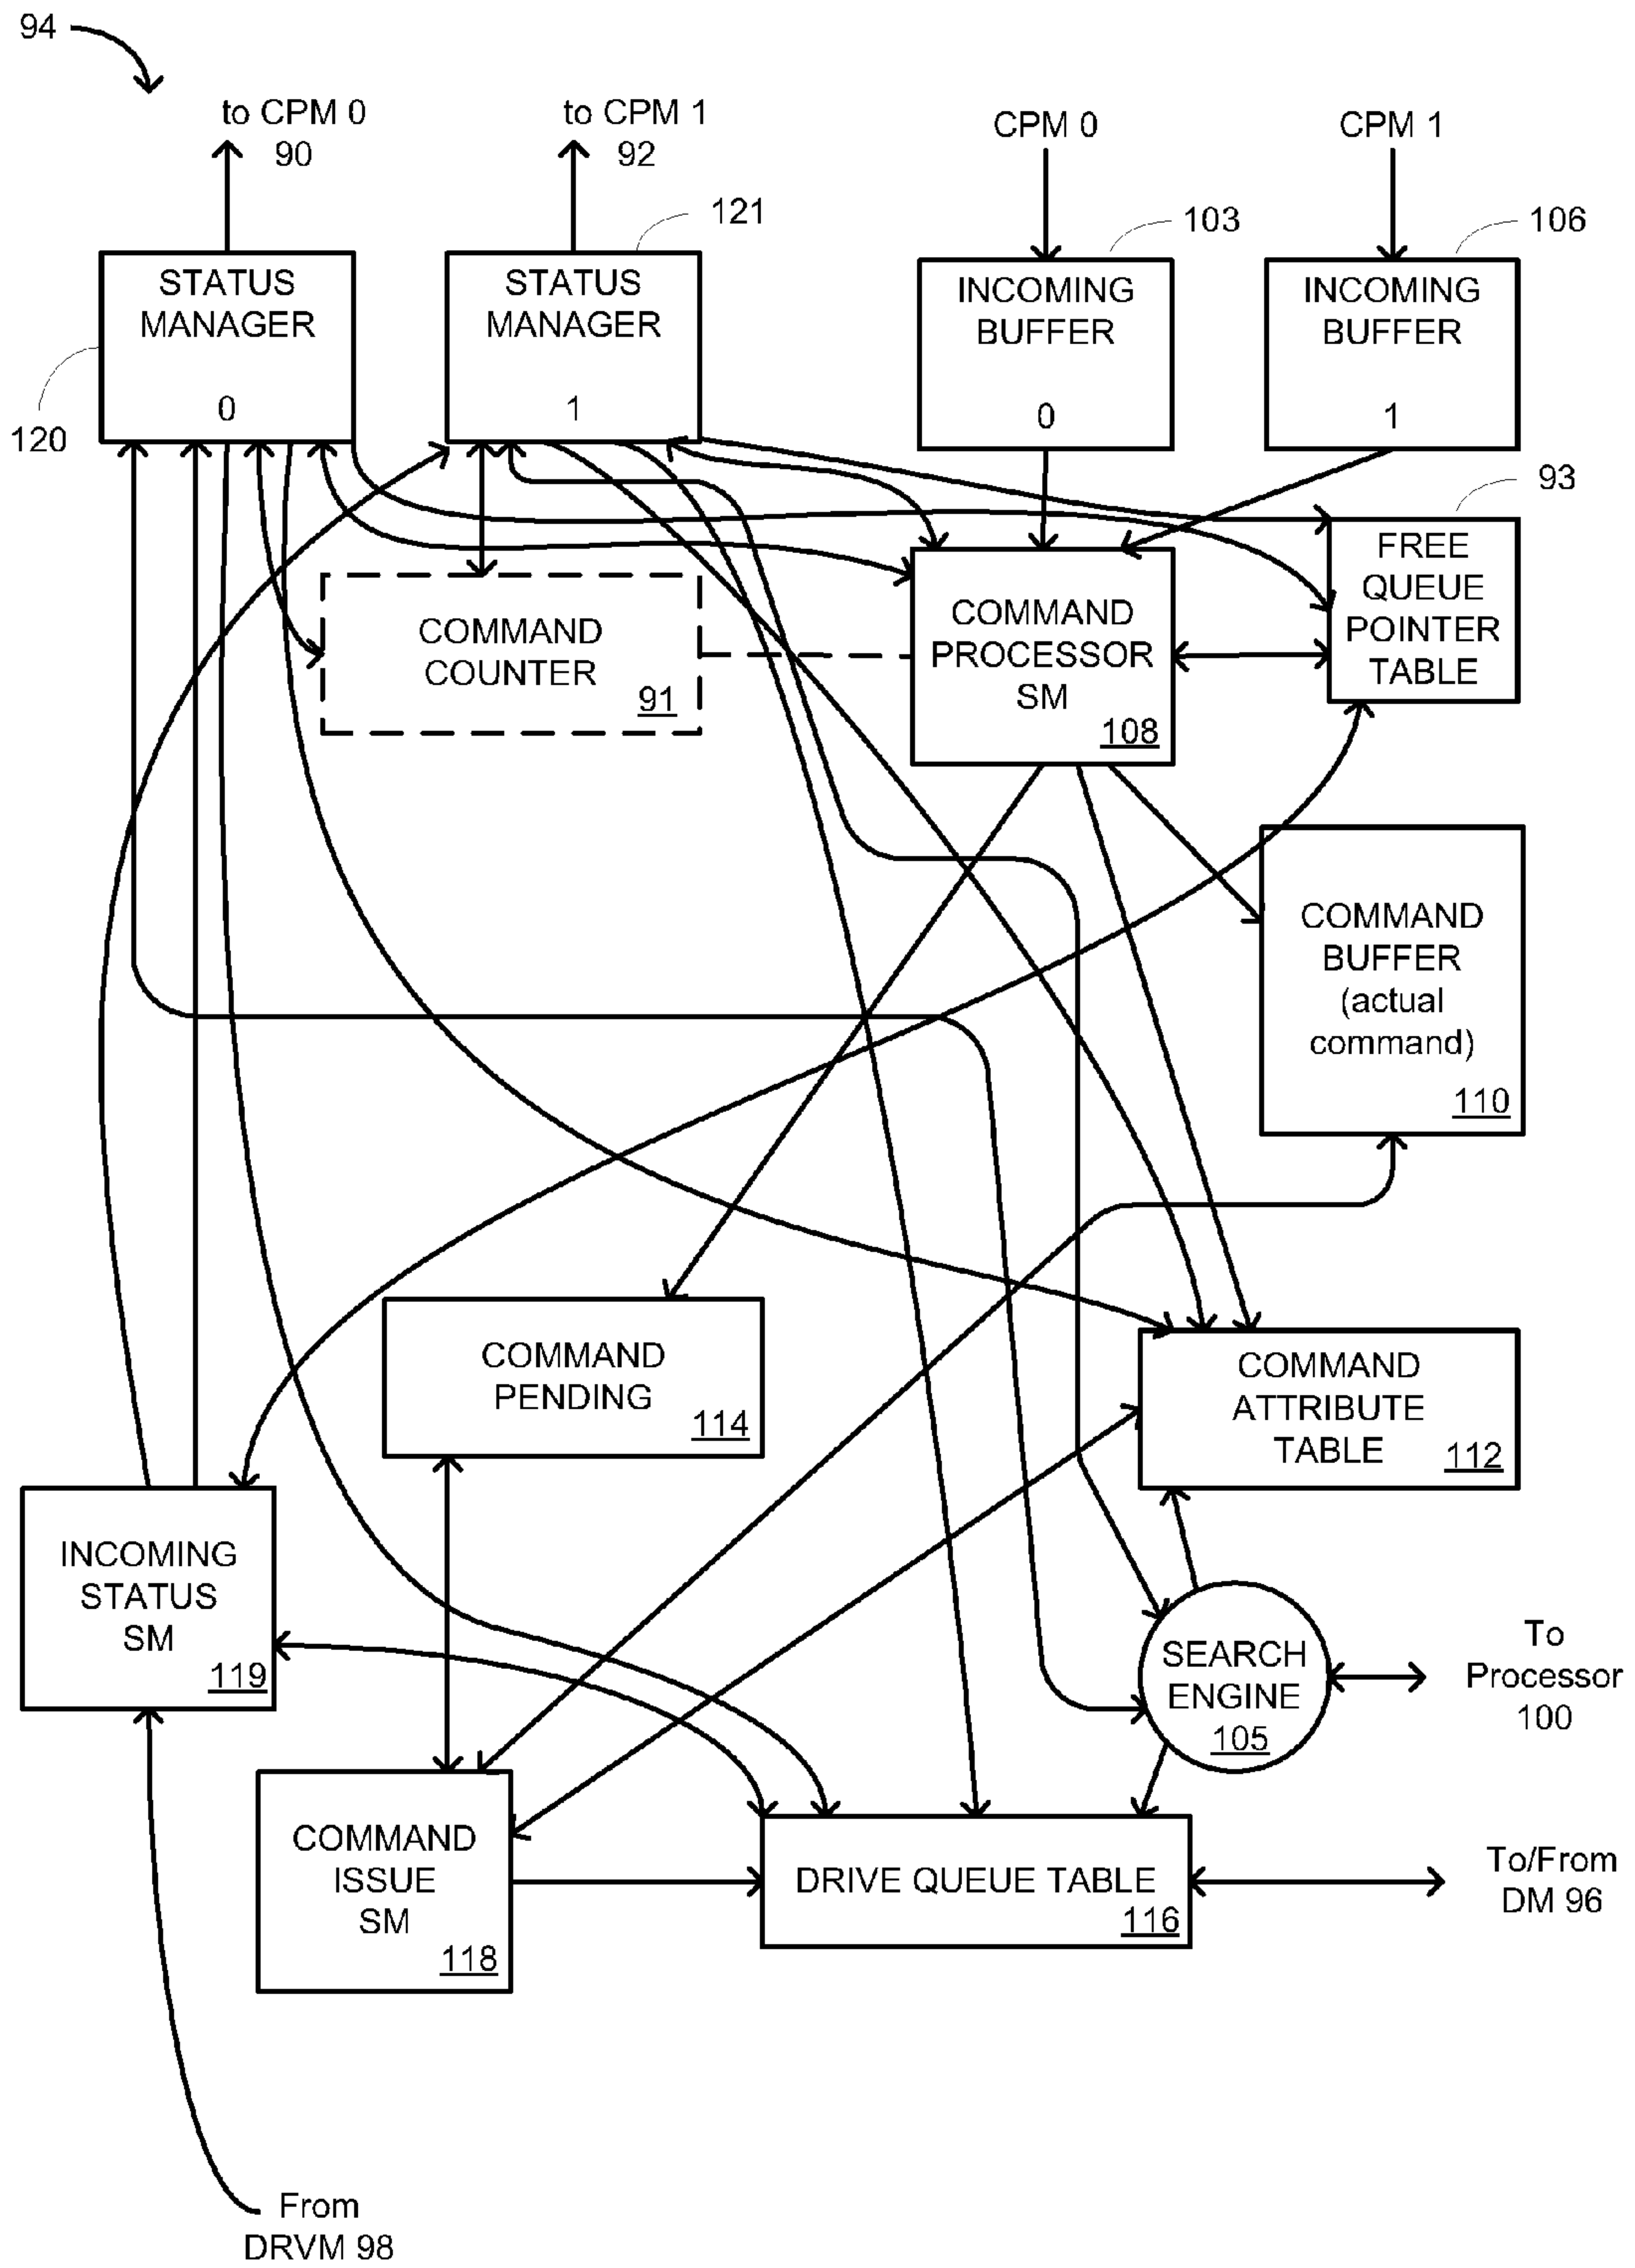 94
to CPM 0
90
to CPM 1
92
CPM 0
CPM 1
121
103
106
STATUS
MANAGER
0
STATUS
MANAGER
1
INCOMING
BUFFER
0
INCOMING
BUFFER
1
120
93
FREE
QUEUE
POINTER
TABLE
COMMAND
COUNTER
91
COMMAND
PROCESSOR
SM
108
COMMAND
BUFFER
(actual
command)
110
COMMAND
PENDING
114
COMMAND
ATTRIBUTE
TABLE
112
INCOMING
STATUS
SM
119
SEARCH
ENGINE
105
To
Processor
100
COMMAND
ISSUE
SM
118
DRIVE QUEUE TABLE
116
To/From
DM 96
From
DRVM 98